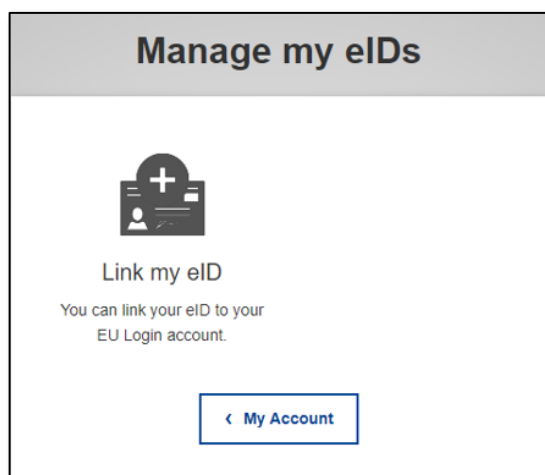 Manage my eIDs
Link my eID
You can link your eID to your
EU Login account.
‹ My Account